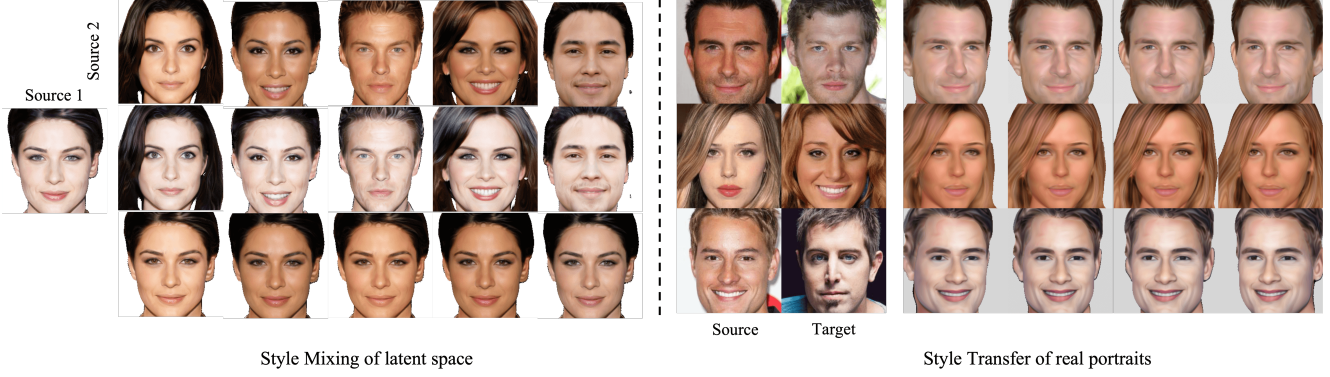 Source 2
Source 1
Source
Target
Style Mixing of latent space
Style Transfer of real portraits